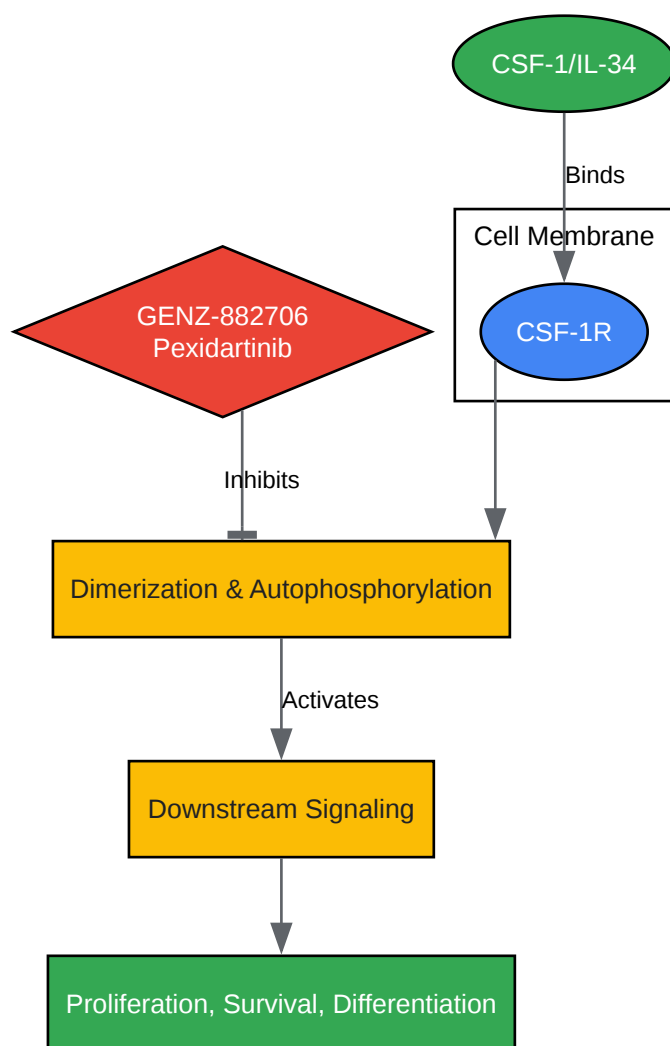 CSF-1/IL-34
Binds
Cell Membrane
GENZ-882706
Pexidartinib
CSF-1R
Inhibits
Dimerization & Autophosphorylation
Activates
Downstream Signaling
Proliferation, Survival, Differentiation